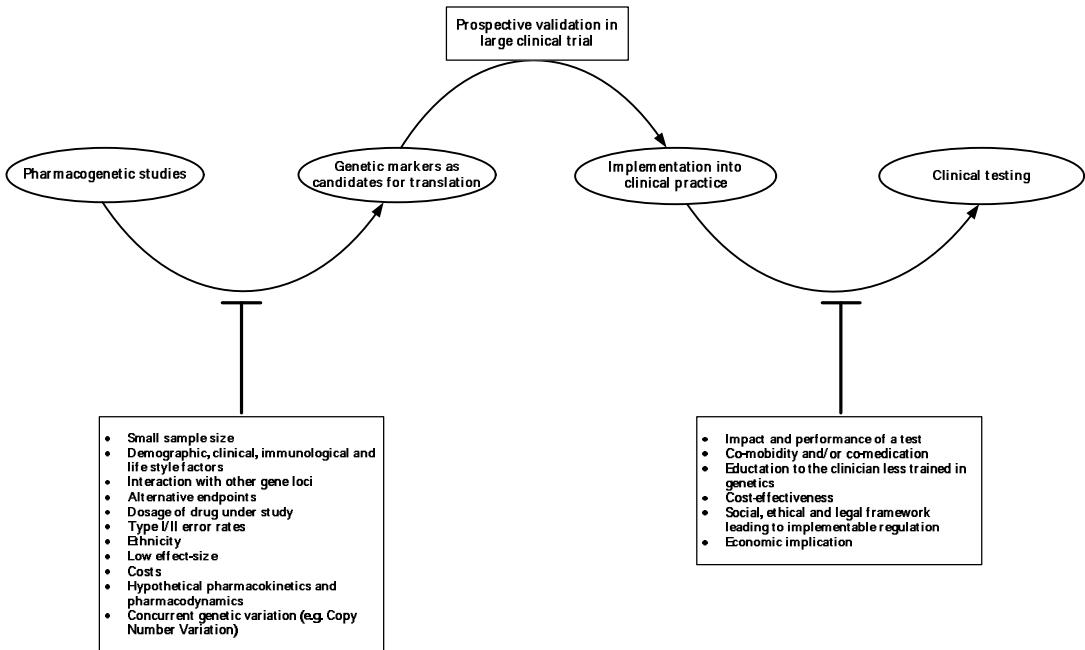 Prospective validation in
large clinical trial
Pharmacogenetic studies
Genetic markers as
candidates for translation
Implementation into
clinical practice
Clinical testing
• Small sample size
• Demographic, clinical, immunological and
life style factors
• Interaction with other gene loci
• Alternative endpoints
• Dosage of drug under study
• Type I/II error rates
• Ethnicity
• Low effect-size
• Costs
• Hypothetical pharmacokinetics and
pharmacodynamics
• Concurrent genetic variation (e.g. Copy
Number Variation)
• Impact and performance of a test
• Co-mobidity and/or co-medication
• Eductation to the clinician less trained in
genetics
• Cost-effectiveness
• Social, ethical and legal framework
leading to implementable regulation
• Economic implication